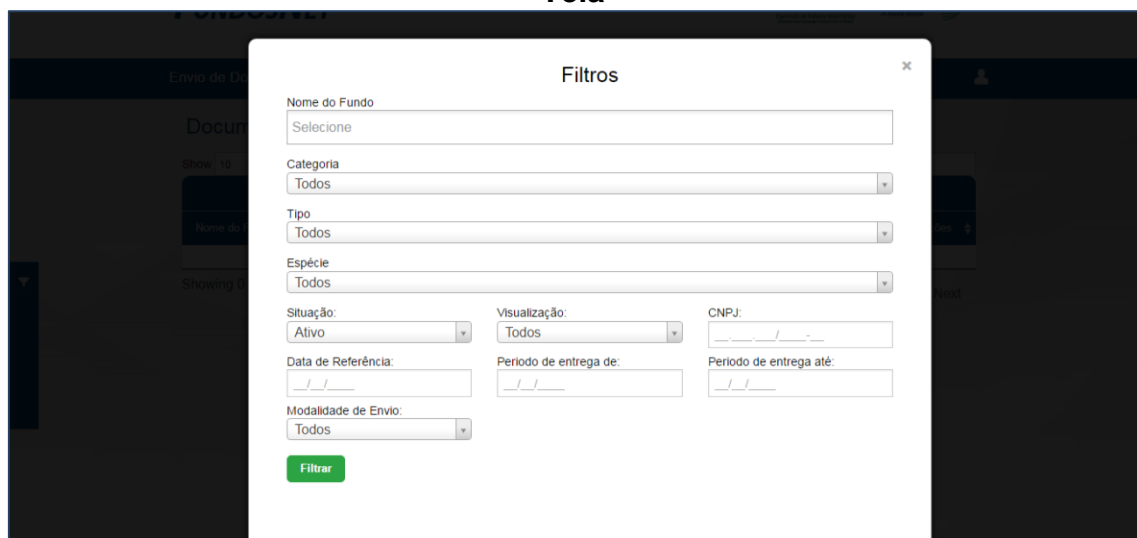 Tela
FUNDOSNET
Filtros
×
Envio de Do
Nome do Fundo
Selecione
Docum
Categoria
Show 10
Todos
Tipo
Nome do F
Todos
ões
Espécie
Showing 0
Todos
Next
Situação: Visualização: CNPJ:
Ativo Todos __.___.___/____-__
Data de Referência: Periodo de entrega de: Periodo de entrega até:
__/__/____ __/__/____ __/__/____
Modalidade de Envio:
Todos
Filtrar